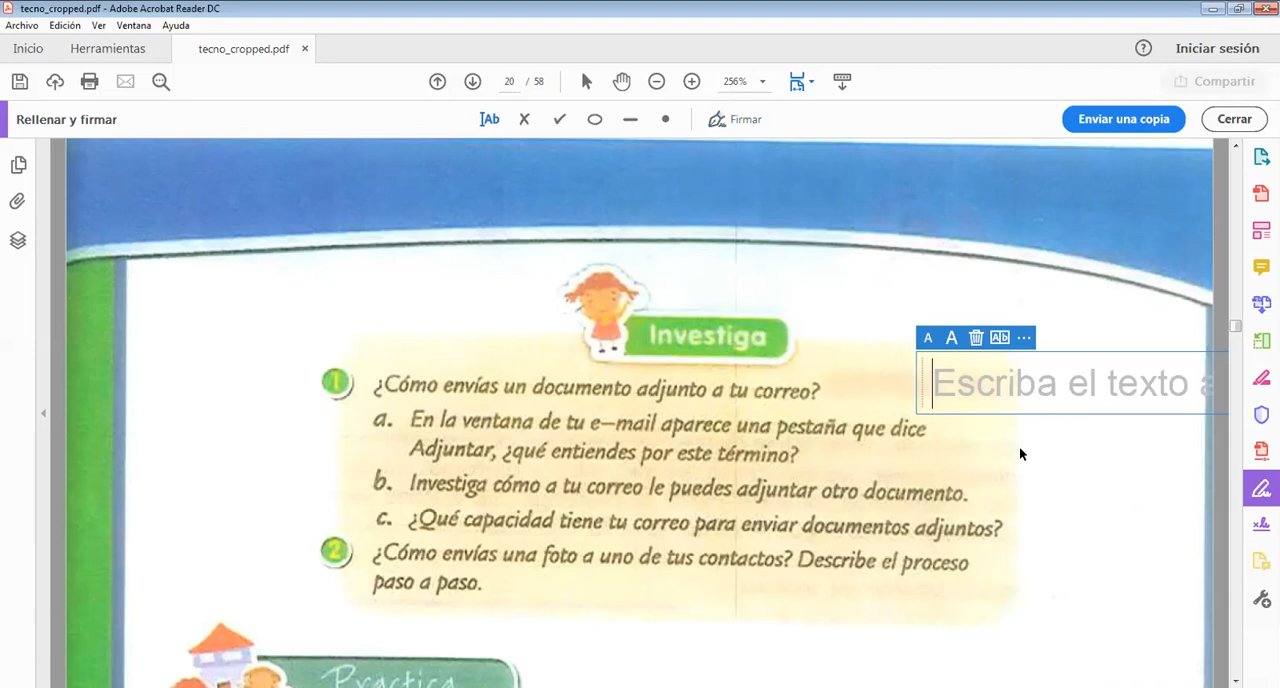 tecno_cropped.pdf - Adobe Acrobat Reader DC
Archivo Edición Ver Ventana Ayuda
Inicio Herramientas tecno_cropped.pdf × Iniciar sesión
20 / 58 256% Compartir
Rellenar y firmar Ab Firmar Enviar una copia Cerrar
Investiga
A A Ab ...
Escriba el texto a
1 ¿Cómo envías un documento adjunto a tu correo?
a. En la ventana de tu e-mail aparece una pestaña que dice
Adjuntar, ¿qué entiendes por este término?
b. Investiga cómo a tu correo le puedes adjuntar otro documento.
c. ¿Qué capacidad tiene tu correo para enviar documentos adjuntos?
2 ¿Cómo envías una foto a uno de tus contactos? Describe el proceso
paso a paso.
Practica